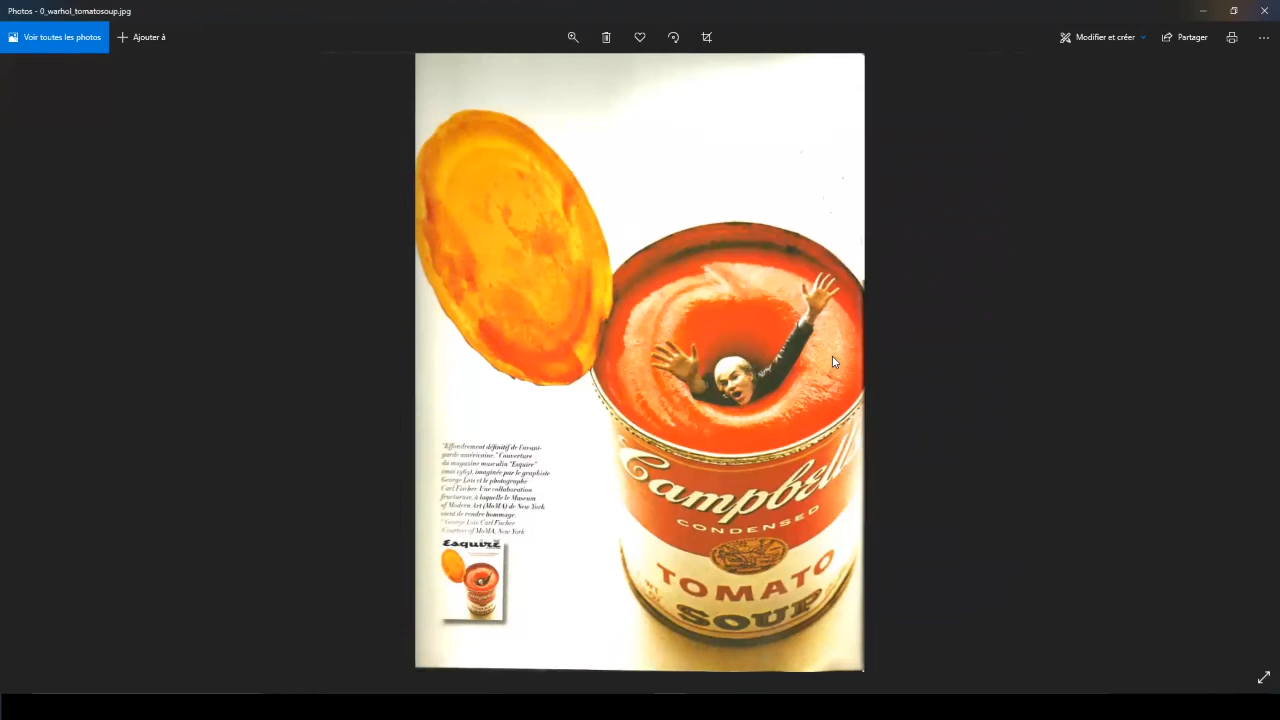 Photos - 0_warhol_tomatosoup.jpg
Voir toutes les photos
Ajouter à
Modifier et créer
Partager
"Effondrement définitif de l'avant-
garde américaine." Couverture
du magazine masculin "Esquire"
(mai 1969), imaginée par le graphiste
George Lois et le photographe
Carl Fischer. Une collaboration
fructueuse, à laquelle le Museum
of Modern Art (MoMA) de New York
vient de rendre hommage.
George Lois Carl Fischer
Courtesy of MoMA, New York
Esquire
Campbell's
CONDENSED
TOMATO
SOUP